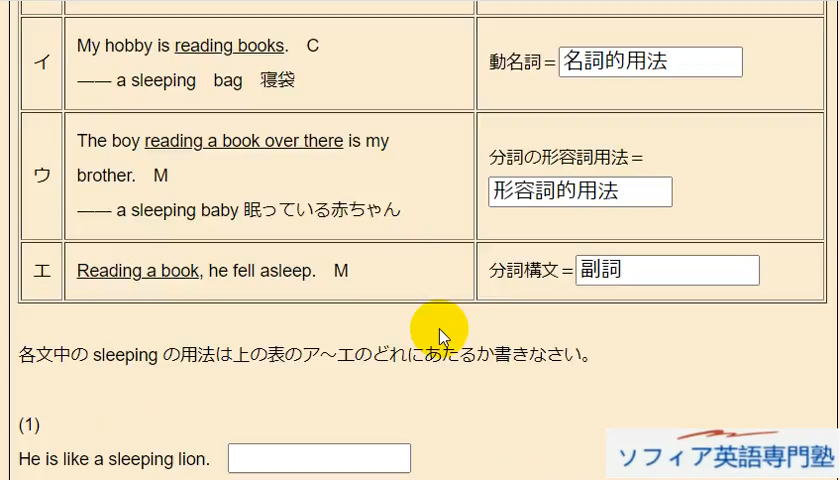 イ
My hobby is reading books. C
―― a sleeping bag 寝袋
動名詞＝ 名詞的用法
ウ
The boy reading a book over there is my
brother. M
―― a sleeping baby 眠っている赤ちゃん
分詞の形容詞用法＝
形容詞的用法
エ
Reading a book, he fell asleep. M
分詞構文＝ 副詞
各文中の sleeping の用法は上の表のア～エのどれにあたるか書きなさい。
(1)
He is like a sleeping lion.
ソフィア英語専門塾